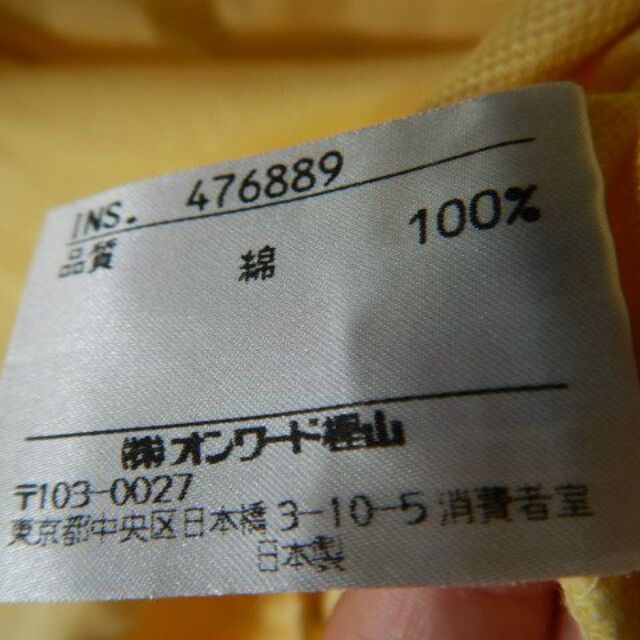 INS. 476889
品質 綿 100%
㈱オンワード樫山
〒103-0027
東京都中央区日本橋3-10-5消費者室
日本製